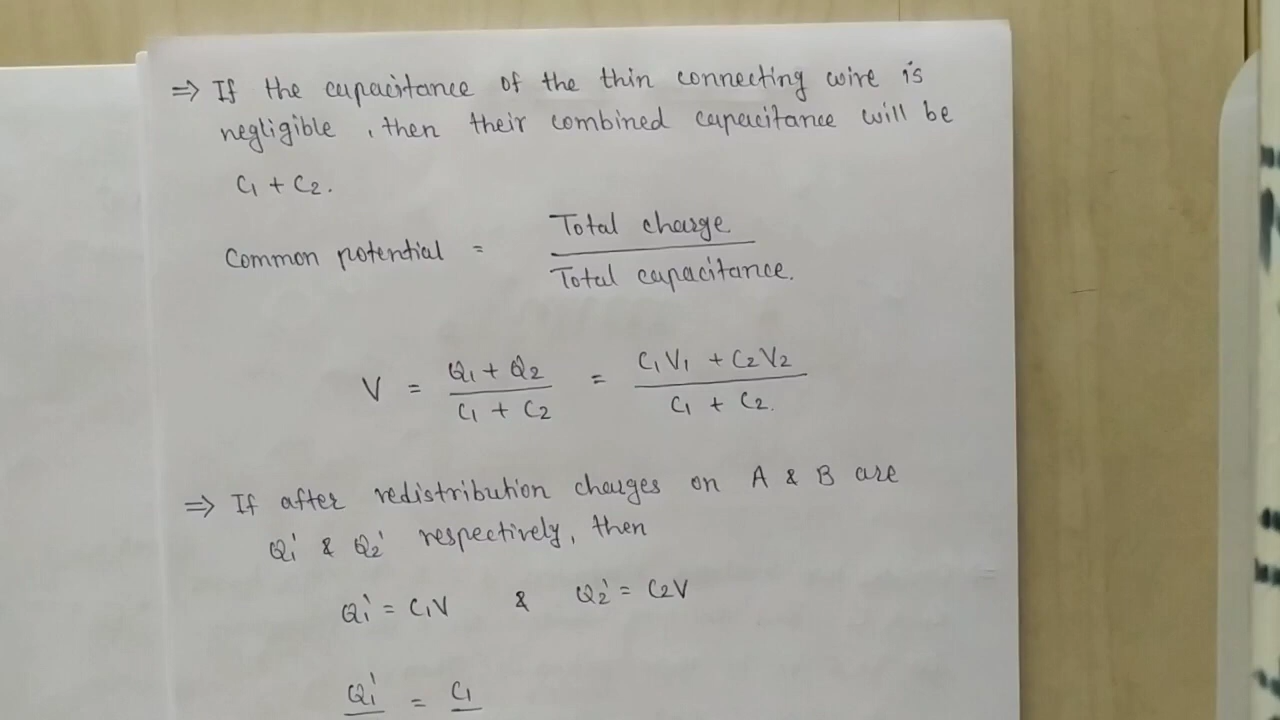 ⇒ If the capacitance of the thin connecting wire is
negligible, then their combined capacitance will be
C1 + C2.
Common potential = Total charge / Total capacitance.
V = Q1 + Q2 / C1 + C2 = C1V1 + C2V2 / C1 + C2.
⇒ If after redistribution charges on A & B are
Q1' & Q2' respectively, then
Q1' = C1V & Q2' = C2V
Q1' = C1